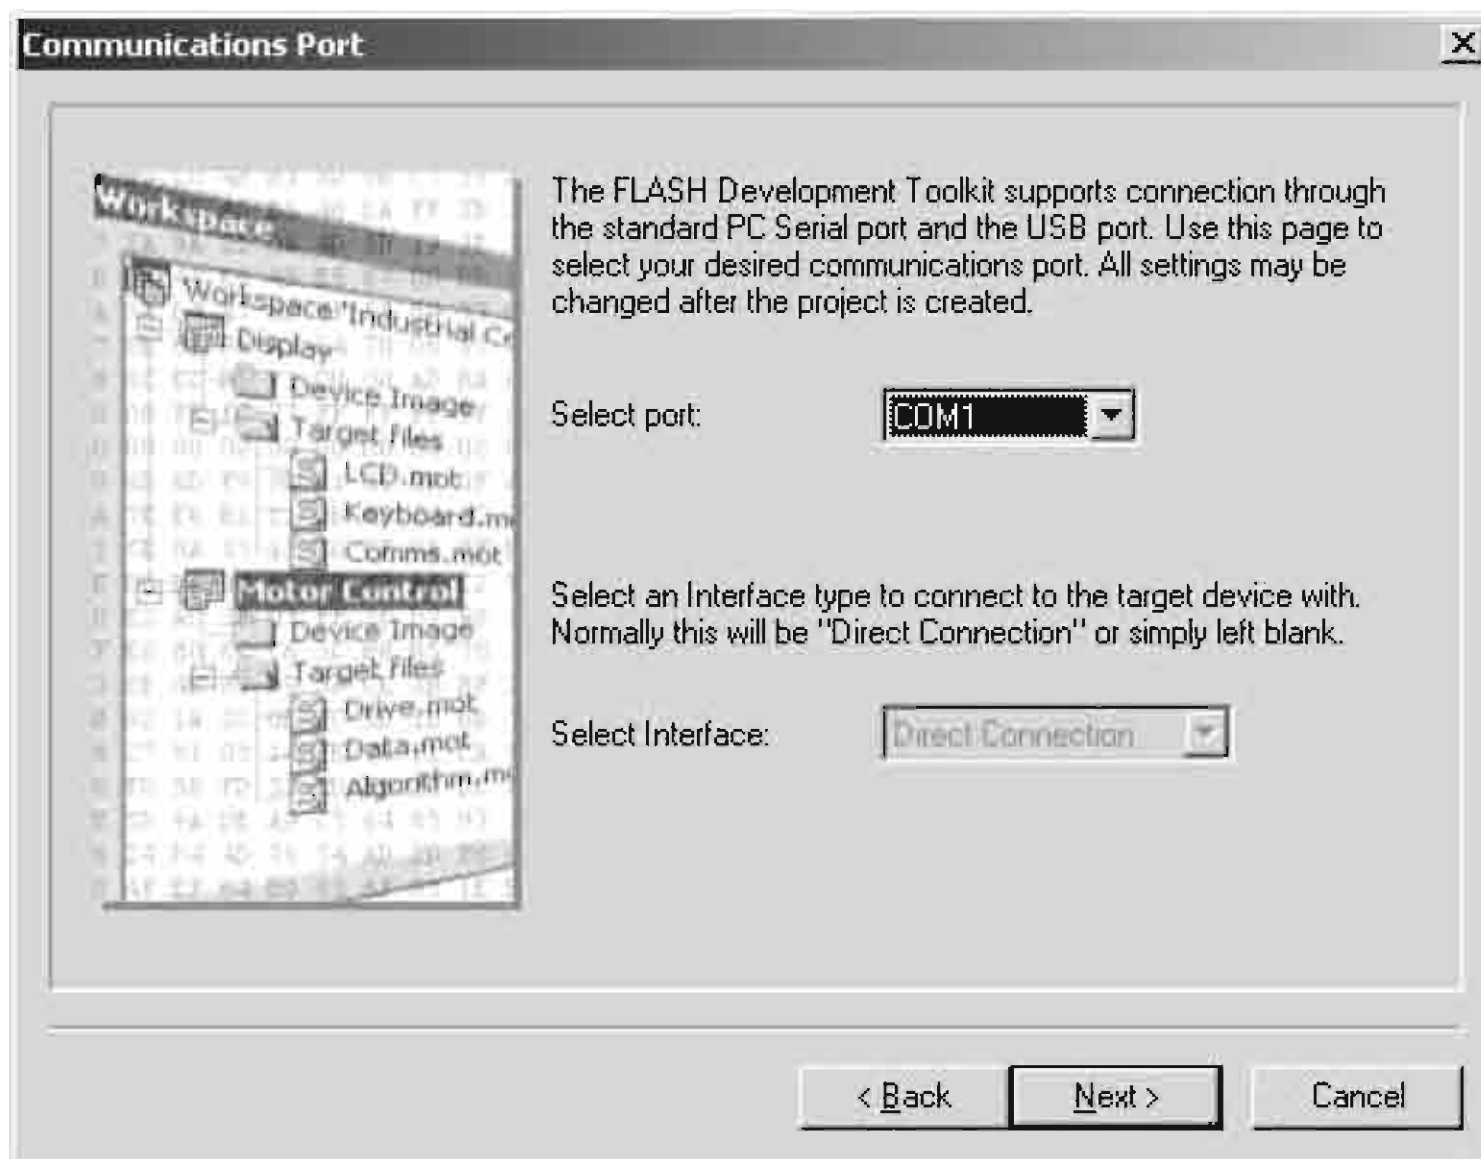 Communications Port
Workspace
Workspace "Industrial Co
Display
Device Image
Target files
LCD.mot
Keyboard.mo
Comms.mot
Motor Control
Device Image
Target files
Drive.mot
Data.mot
Algorithm.mo
The FLASH Development Toolkit supports connection through
the standard PC Serial port and the USB port. Use this page to
select your desired communications port. All settings may be
changed after the project is created.
Select port:
COM1
Select an Interface type to connect to the target device with.
Normally this will be "Direct Connection" or simply left blank.
Select Interface:
Direct Connection
< Back
Next >
Cancel